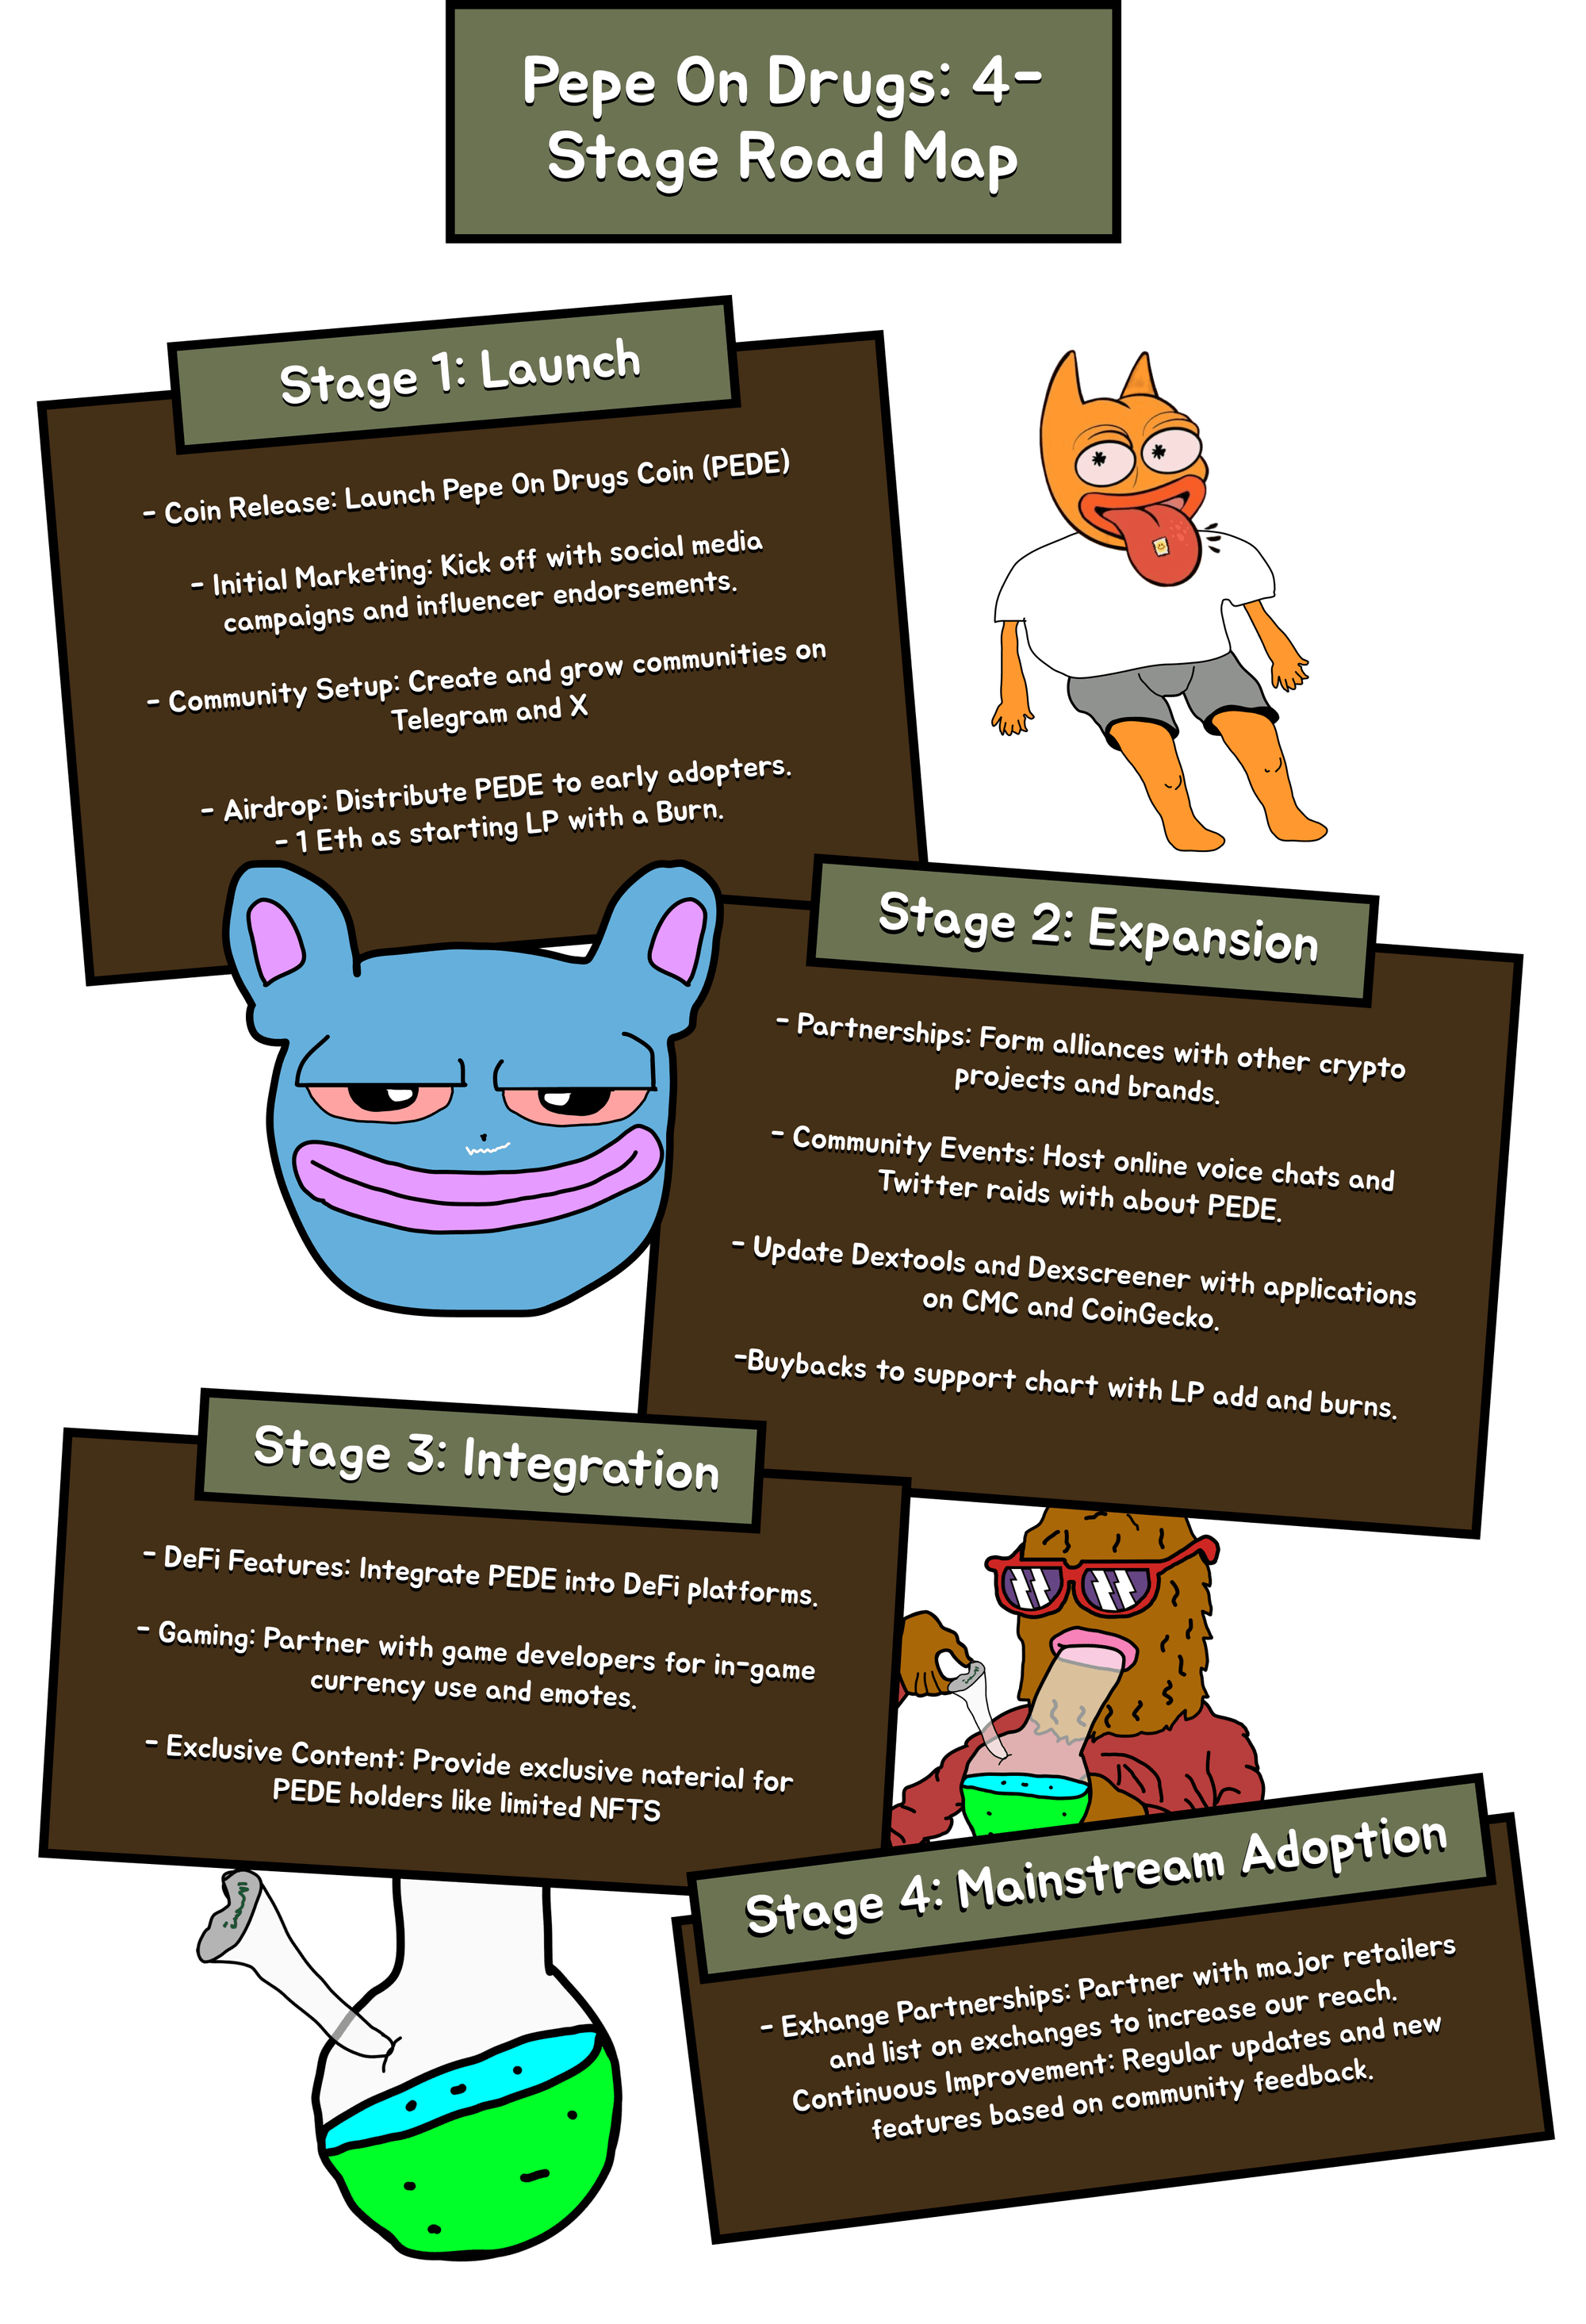 Pepe On Drugs: 4-
Stage Road Map
Stage 1: Launch
- Coin Release: Launch Pepe On Drugs Coin (PEDE)
- Initial Marketing: Kick off with social media
campaigns and influencer endorsements.
- Community Setup: Create and grow communities on
Telegram and X
- Airdrop: Distribute PEDE to early adopters.
- 1 Eth as starting LP with a Burn.
Stage 2: Expansion
- Partnerships: Form alliances with other crypto
projects and brands.
- Community Events: Host online voice chats and
Twitter raids with about PEDE.
- Update Dextools and Dexscreener with applications
on CMC and CoinGecko.
-Buybacks to support chart with LP add and burns.
Stage 3: Integration
- DeFi Features: Integrate PEDE into DeFi platforms.
- Gaming: Partner with game developers for in-game
currency use and emotes.
- Exclusive Content: Provide exclusive naterial for
PEDE holders like limited NFTS
Stage 4: Mainstream Adoption
- Exhange Partnerships: Partner with major retailers
and list on exchanges to increase our reach.
Continuous Improvement: Regular updates and new
features based on community feedback.